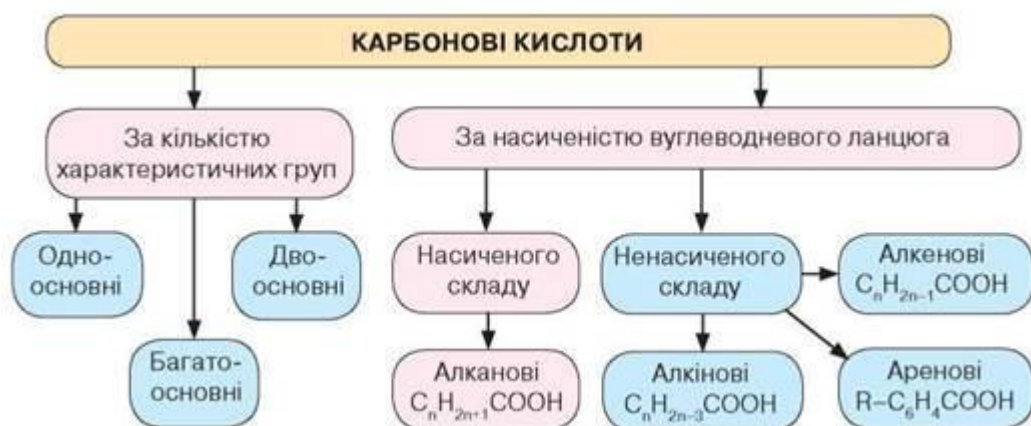 КАРБОНОВІ КИСЛОТИ
За кількістю
характеристичних груп
За насиченістю вуглеводневого ланцюга
Одно-
основні
Багато-
основні
Дво-
основні
Насиченого
складу
Ненасиченого
складу
Алкенові
CₙH₂ₙ₋₁COOH
Алканові
CₙH₂ₙ₊₁COOH
Алкінові
CₙH₂ₙ₋₃COOH
Аренові
R–C₆H₄COOH